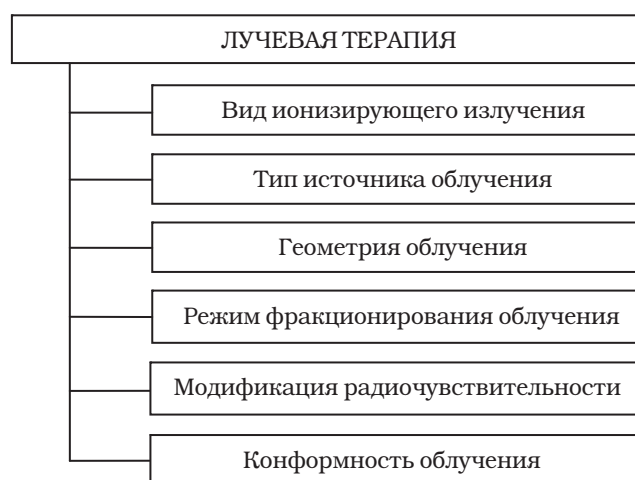 ЛУЧЕВАЯ ТЕРАПИЯ
Вид ионизирующего излучения
Тип источника облучения
Геометрия облучения
Режим фракционирования облучения
Модификация радиочувствительности
Конформность облучения